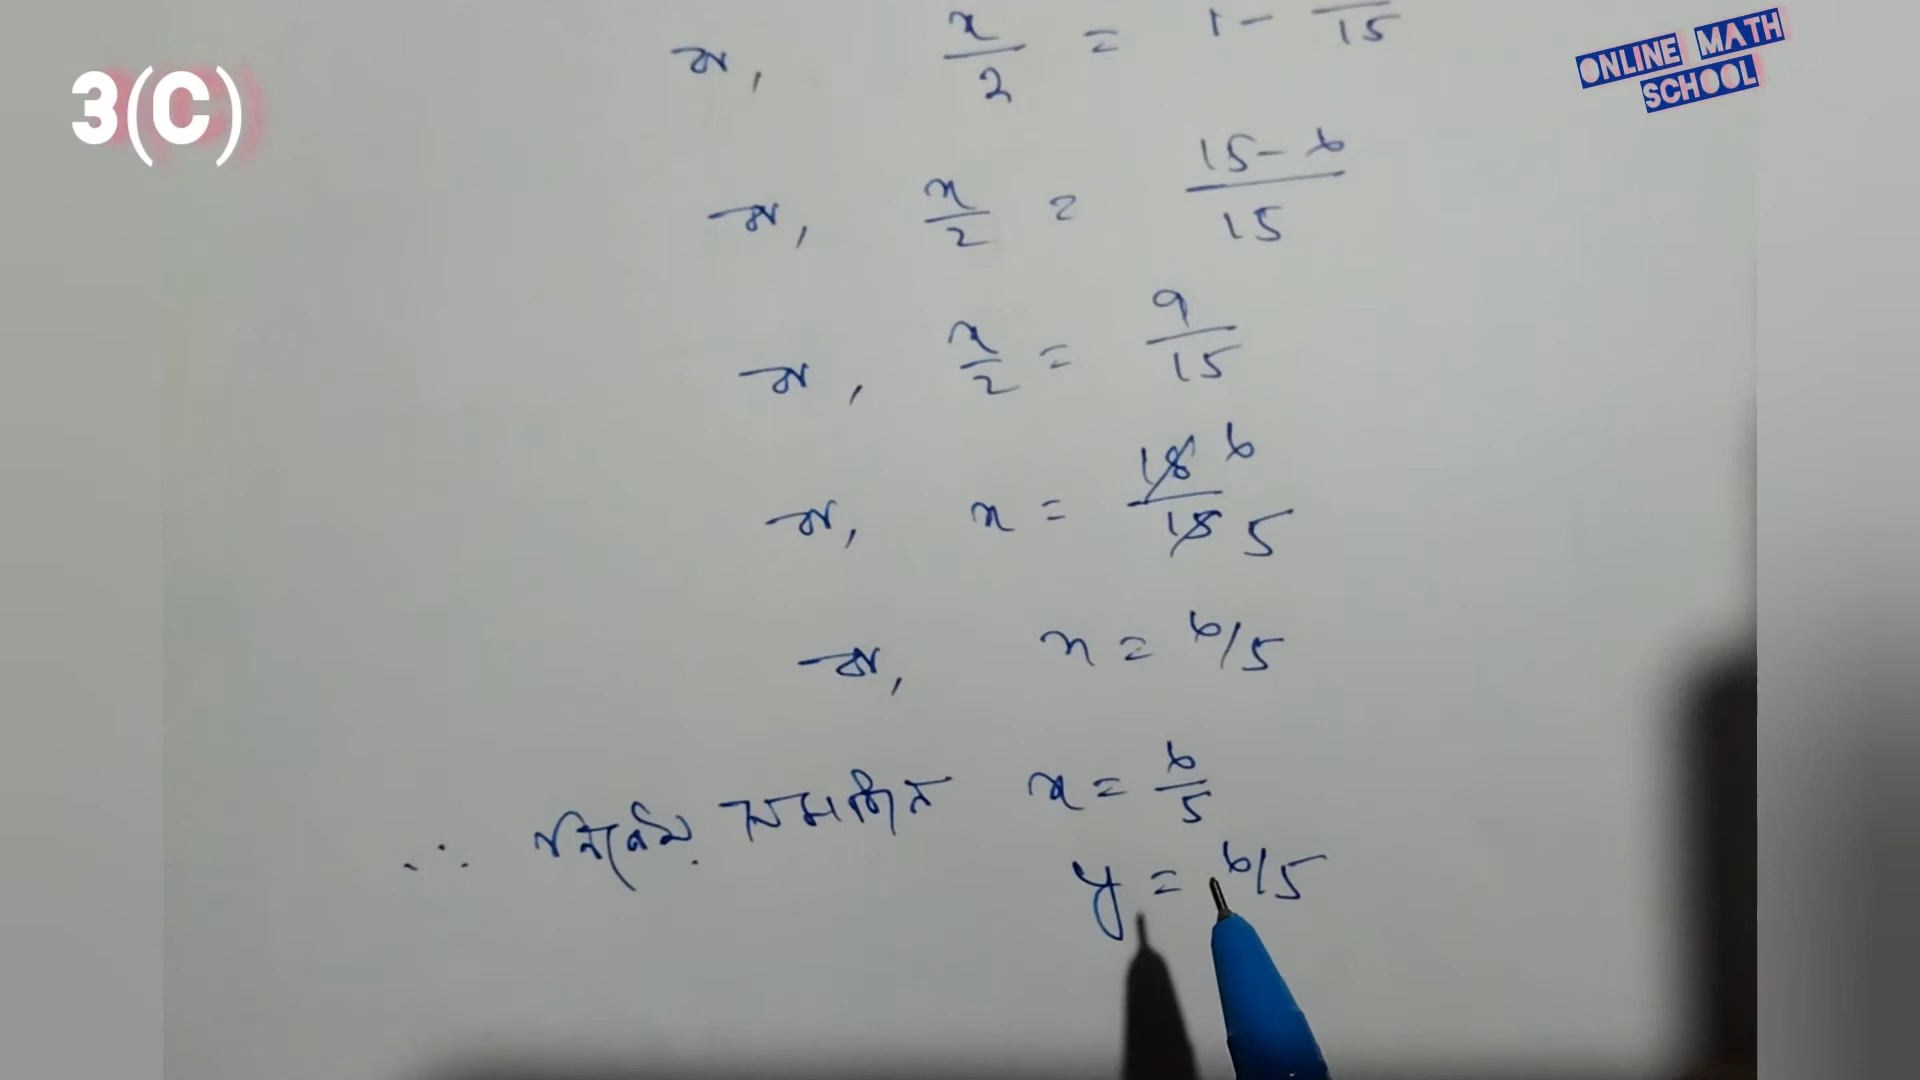 3(C)
ONLINE MATH
SCHOOL
বা, x/2 = 1 - /15
বা, x/2 = (15-6)/15
বা, x/2 = 9/15
বা, x = 18/15 6/5
বা, x = 6/5
∴ নির্ণেয় সমাধান x = 6/5
y = 6/5